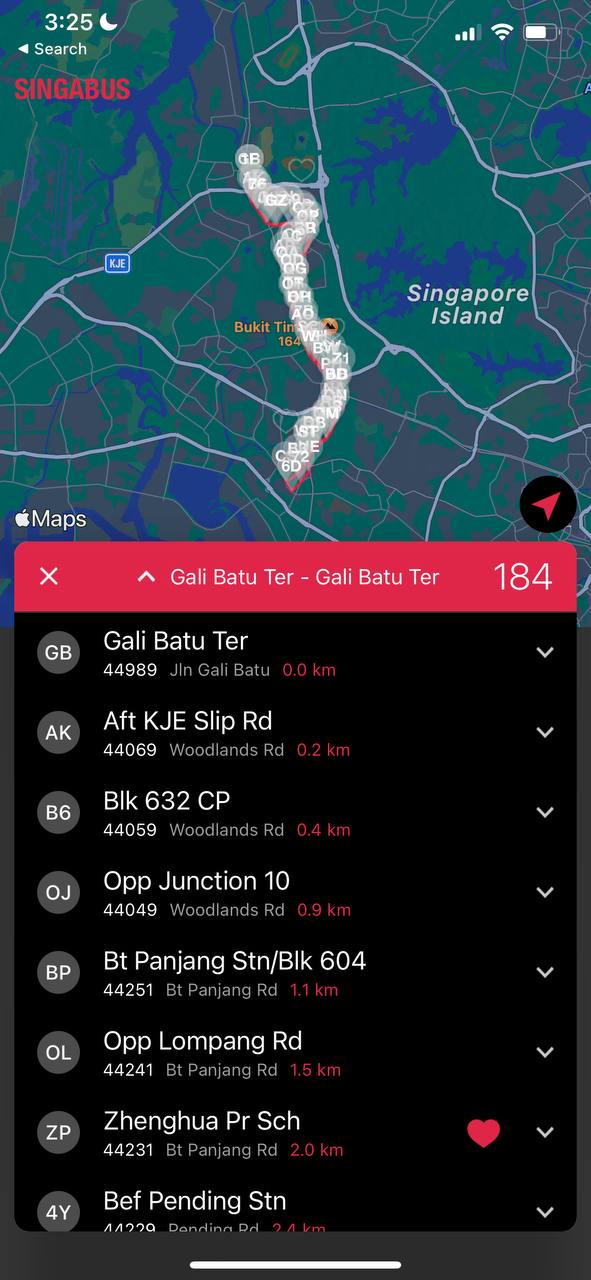 3:25
◀ Search
SINGABUS
GB
KJE
Singapore
Island
164
Z1
6D
Maps
Gali Batu Ter - Gali Batu Ter 184
GB Gali Batu Ter
44989 Jln Gali Batu 0.0 km
AK Aft KJE Slip Rd
44069 Woodlands Rd 0.2 km
B6 Blk 632 CP
44059 Woodlands Rd 0.4 km
OJ Opp Junction 10
44049 Woodlands Rd 0.9 km
BP Bt Panjang Stn/Blk 604
44251 Bt Panjang Rd 1.1 km
OL Opp Lompang Rd
44241 Bt Panjang Rd 1.5 km
ZP Zhenghua Pr Sch
44231 Bt Panjang Rd 2.0 km
4Y Bef Pending Stn
44229 Pending Rd 2.4 km